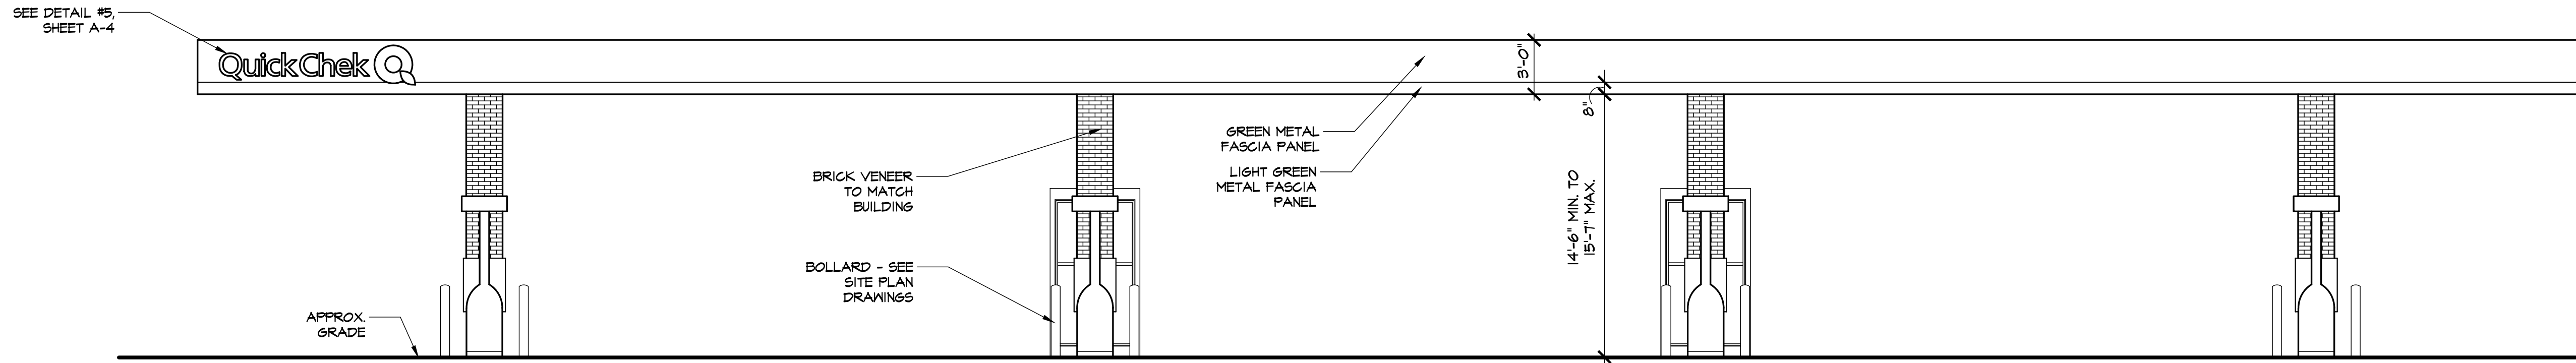 SEE DETAIL #5,
SHEET A-4
QuickChek
3'-0"
8"
GREEN METAL
FASCIA PANEL
BRICK VENEER
TO MATCH
BUILDING
LIGHT GREEN
METAL FASCIA
PANEL
14'-6" MIN. TO
15'-7" MAX.
BOLLARD - SEE
SITE PLAN
DRAWINGS
APPROX.
GRADE